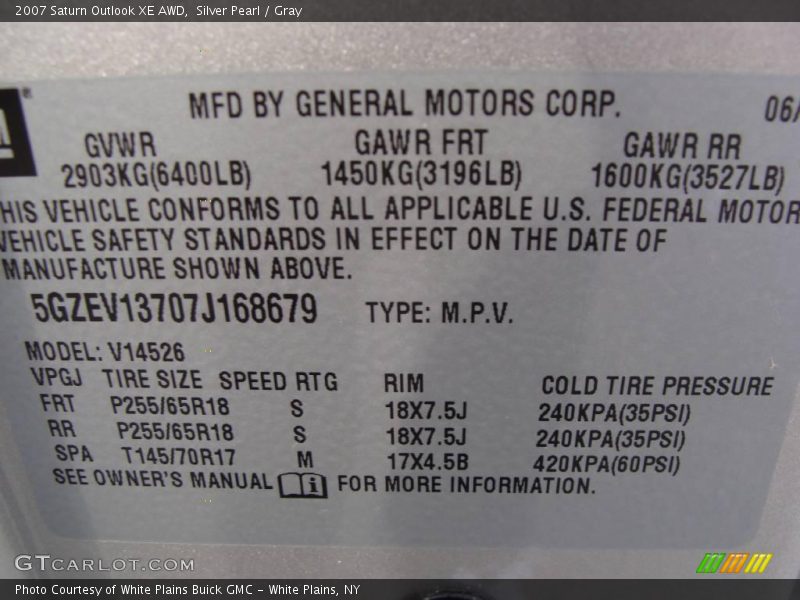 2007 Saturn Outlook XE AWD, Silver Pearl / Gray
MFD BY GENERAL MOTORS CORP. 06/
GVWR GAWR FRT GAWR RR
2903KG(6400LB) 1450KG(3196LB) 1600KG(3527LB)
HIS VEHICLE CONFORMS TO ALL APPLICABLE U.S. FEDERAL MOTOR
VEHICLE SAFETY STANDARDS IN EFFECT ON THE DATE OF
MANUFACTURE SHOWN ABOVE.
5GZEV13707J168679 TYPE: M.P.V.
MODEL: V14526
VPGJ TIRE SIZE SPEED RTG RIM COLD TIRE PRESSURE
FRT P255/65R18 S 18X7.5J 240KPA(35PSI)
RR P255/65R18 S 18X7.5J 240KPA(35PSI)
SPA T145/70R17 M 17X4.5B 420KPA(60PSI)
SEE OWNER'S MANUAL i FOR MORE INFORMATION.
GTCARLOT.COM
Photo Courtesy of White Plains Buick GMC - White Plains, NY